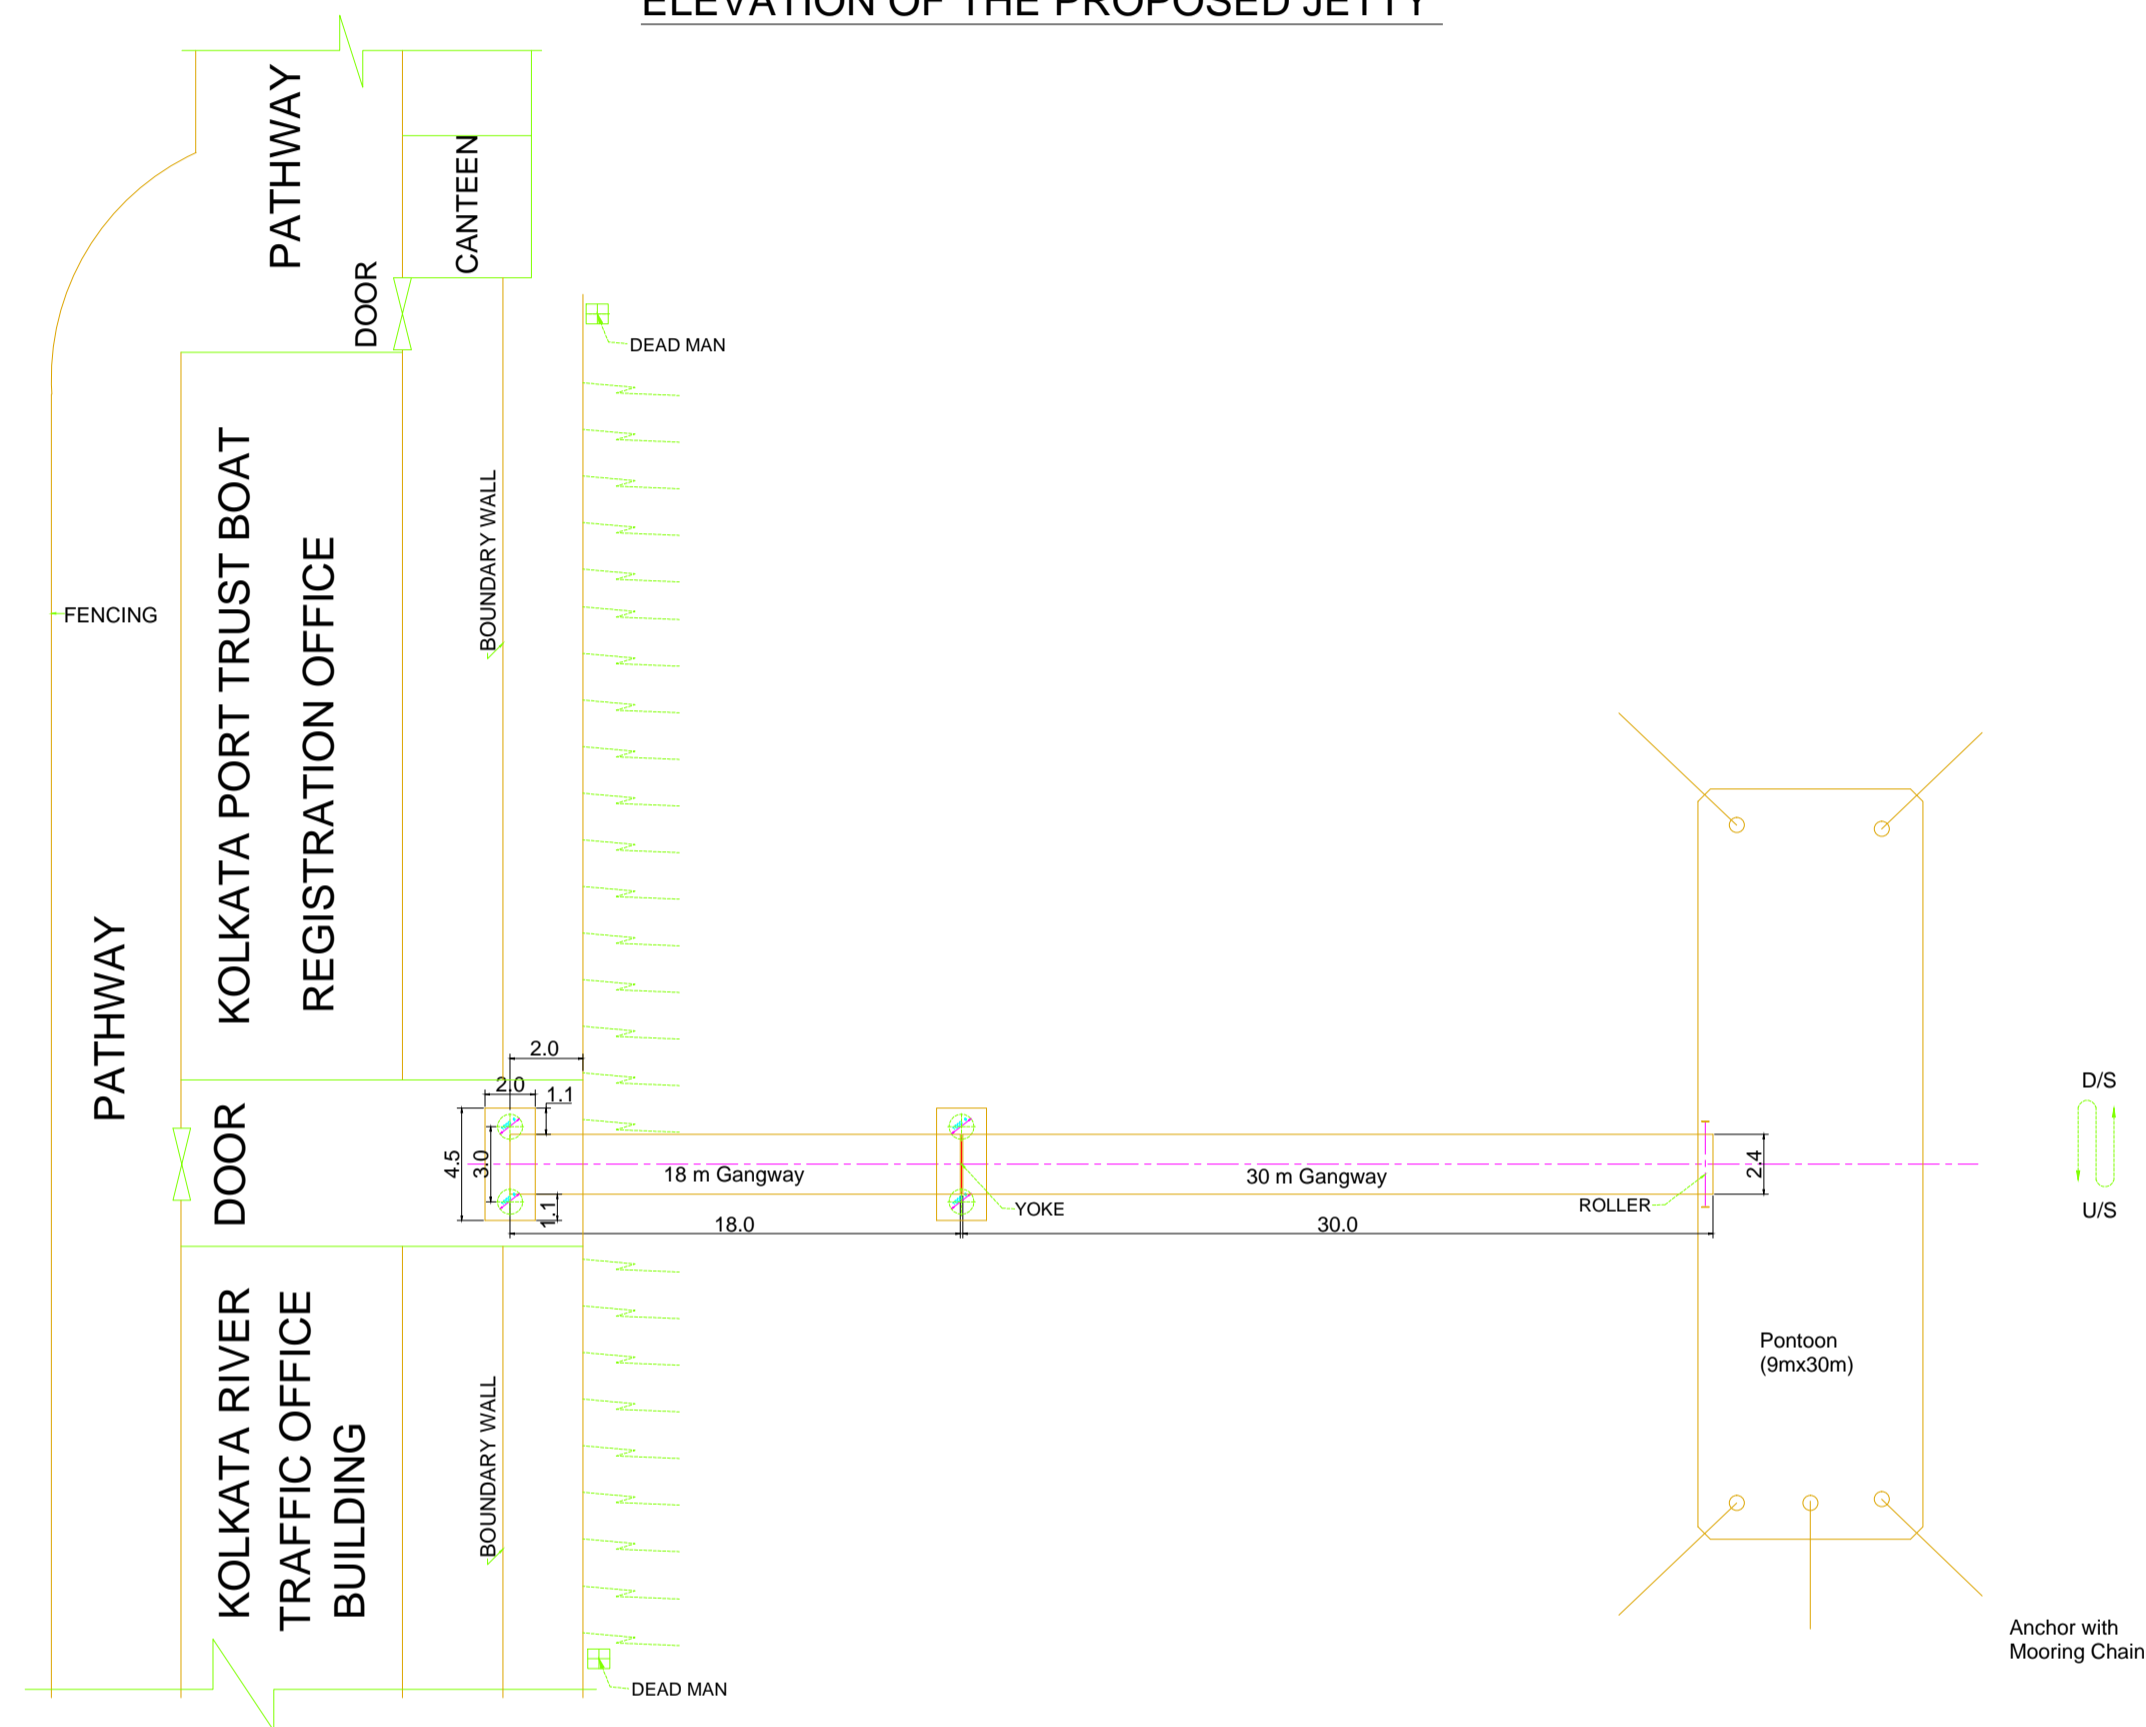 ELEVATION OF THE PROPOSED JETTY
PATHWAY
CANTEEN
DOOR
DEAD MAN
KOLKATA PORT TRUST BOAT
REGISTRATION OFFICE
BOUNDARY WALL
FENCING
PATHWAY
2.0
2.0
1.1
4.5
3.0
1.1
DOOR
18 m Gangway
30 m Gangway
YOKE
ROLLER
2.4
18.0
30.0
D/S
U/S
KOLKATA RIVER
TRAFFIC OFFICE
BUILDING
BOUNDARY WALL
Pontoon
(9mx30m)
Anchor with
Mooring Chain
DEAD MAN